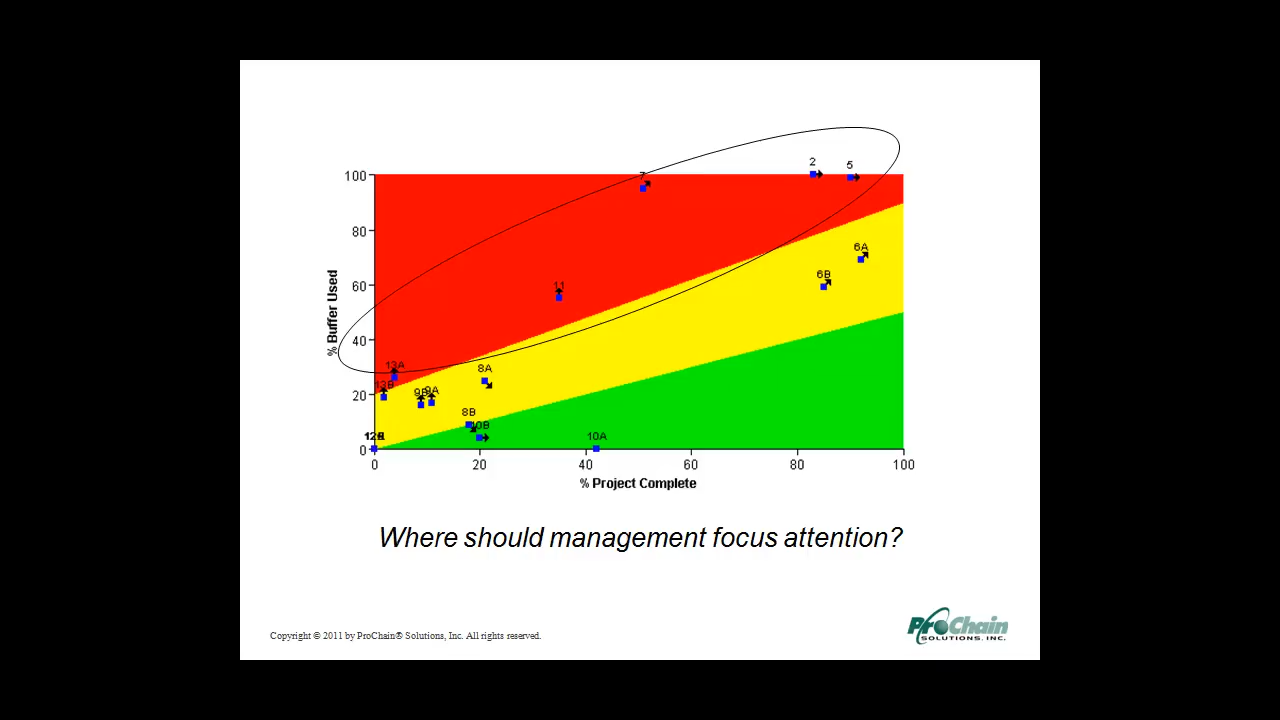 2
5
100
7
80
6A
6B
60
11
% Buffer Used
40
13A
8A
13B
20
9B
9A
8B
10B
10A
0
0
20
40
60
80
100
% Project Complete
Where should management focus attention?
Copyright © 2011 by ProChain® Solutions, Inc. All rights reserved.
ProChain
SOLUTIONS, INC.